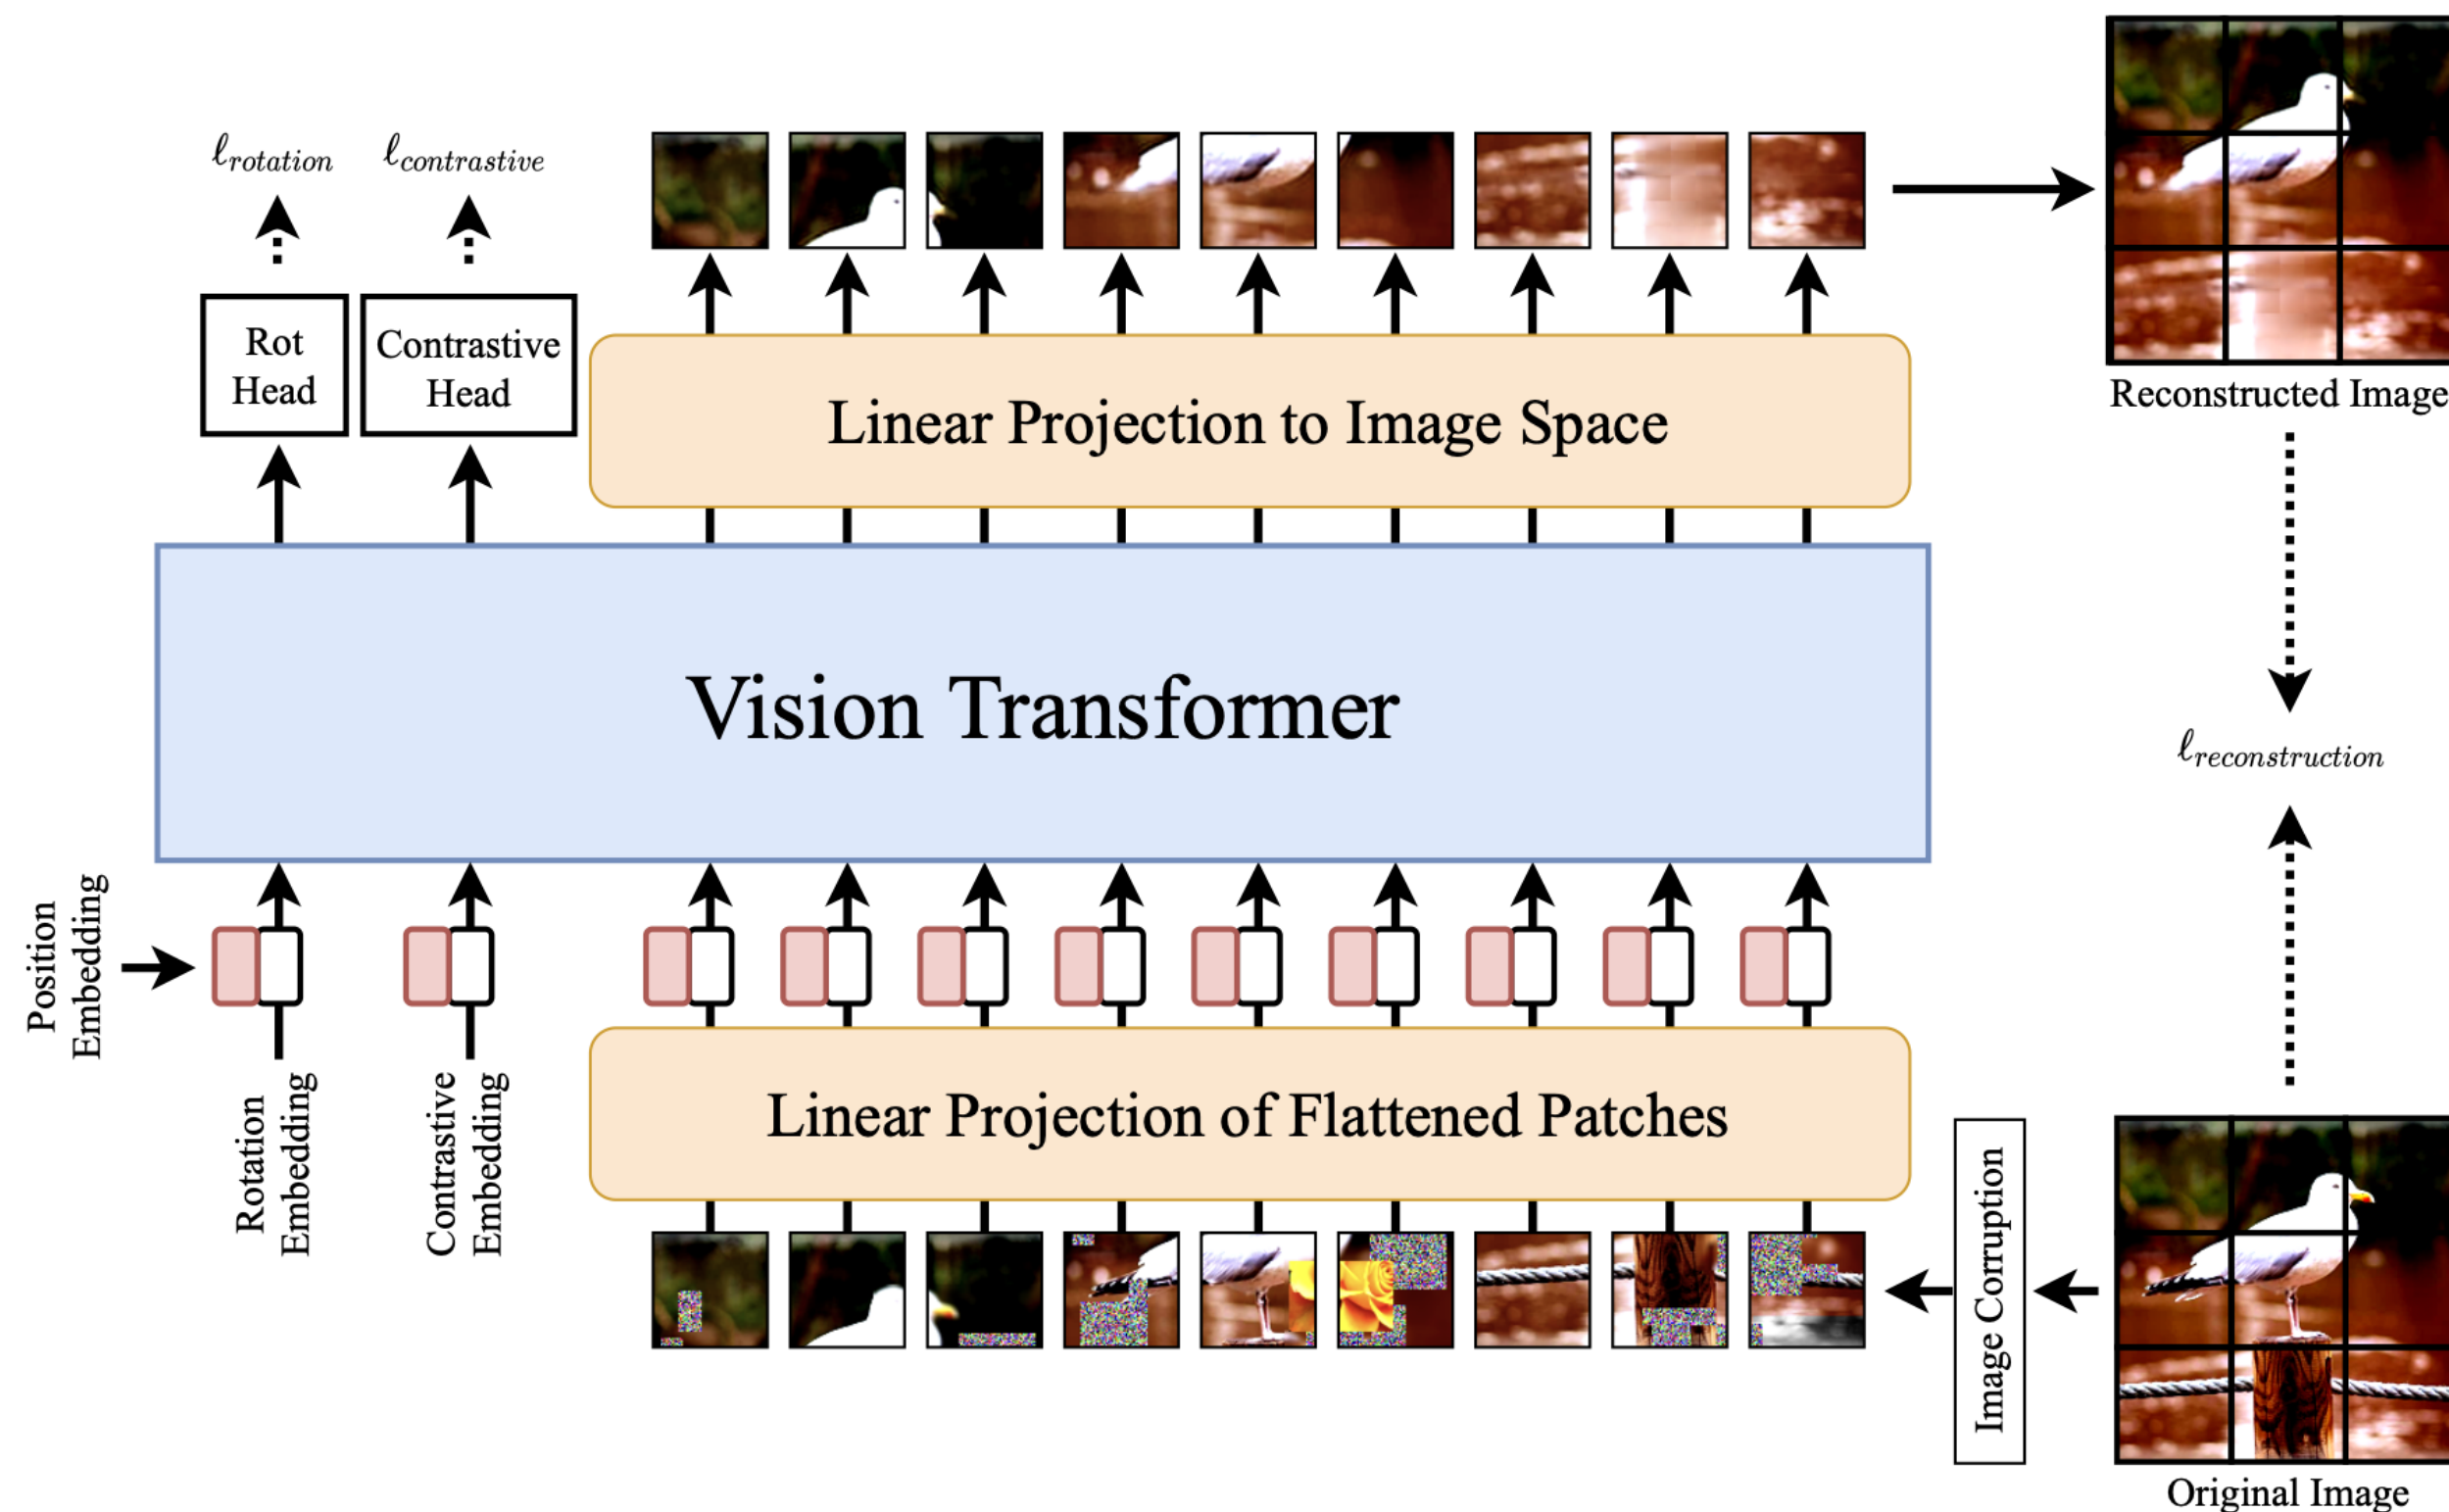 ℓrotation
ℓcontrastive
Rot
Head
Contrastive
Head
Linear Projection to Image Space
Reconstructed Image
Vision Transformer
ℓreconstruction
Position
Embedding
Rotation
Embedding
Contrastive
Embedding
Linear Projection of Flattened Patches
Image Corruption
Original Image